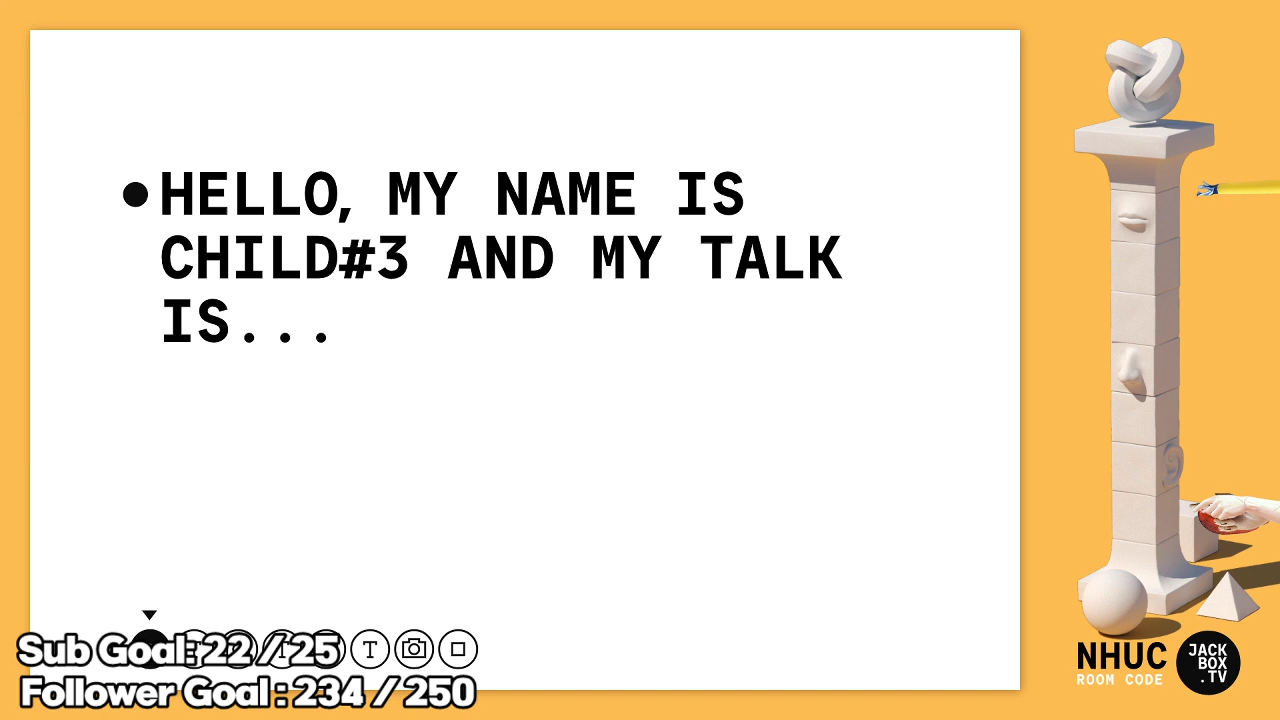 ●HELLO, MY NAME IS
CHILD#3 AND MY TALK
IS...
Sub Goal: 22 / 25
T
Follower Goal : 234 / 250
NHUC
ROOM CODE
JACK
BOX
.TV